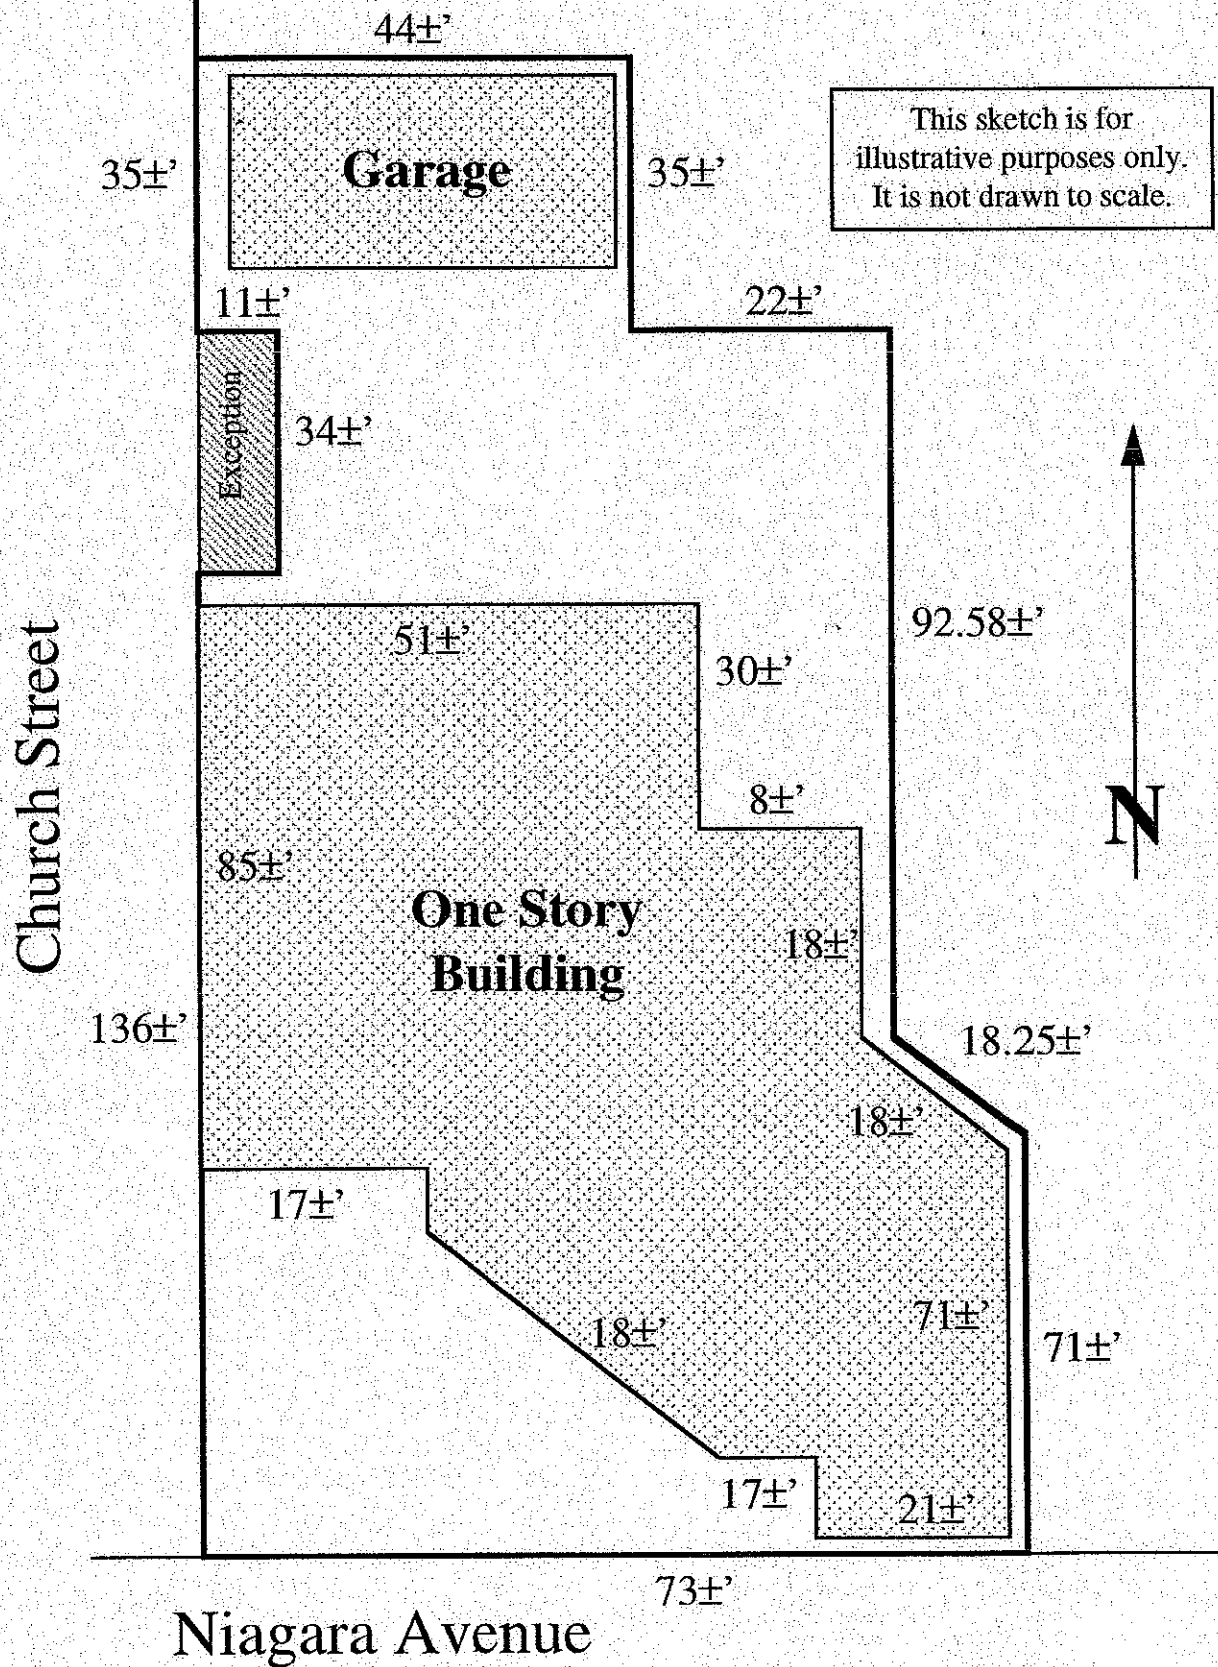 44±’
This sketch is for
illustrative purposes only.
It is not drawn to scale.
35±’
Garage
35±’
11±’
22±’
Exception
34±’
Church Street
51±’
30±’
92.58±’
8±’
N
85±’
One Story
Building
18±’
136±’
18.25±’
18±’
17±’
18±’
71±’
71±’
17±’
21±’
73±’
Niagara Avenue